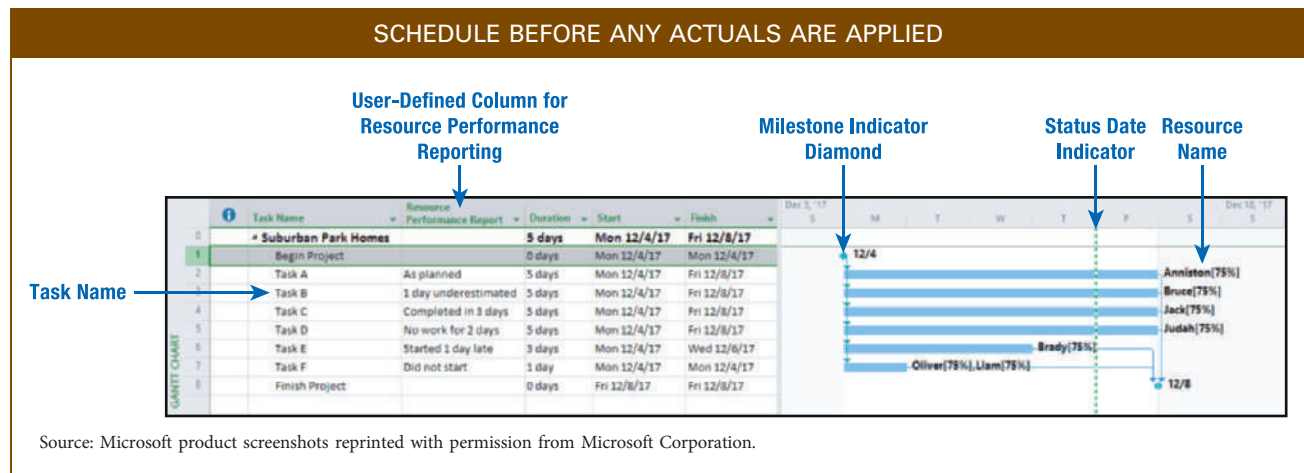 SCHEDULE BEFORE ANY ACTUALS ARE APPLIED
User-Defined Column for
Resource Performance
Reporting
Milestone Indicator
Diamond
Status Date
Indicator
Resource
Name
Task Name
GANTT CHART
Task Name Resource Performance Report Duration Start Finish
Dec 3, '17 Dec 10, '17
S M T W T F S S
0 Suburban Park Homes 5 days Mon 12/4/17 Fri 12/8/17
1 Begin Project 0 days Mon 12/4/17 Mon 12/4/17 12/4
2 Task A As planned 5 days Mon 12/4/17 Fri 12/8/17 Anniston[75%]
3 Task B 1 day underestimated 5 days Mon 12/4/17 Fri 12/8/17 Bruce[75%]
4 Task C Completed in 3 days 5 days Mon 12/4/17 Fri 12/8/17 Jack[75%]
5 Task D No work for 2 days 5 days Mon 12/4/17 Fri 12/8/17 Judah[75%]
6 Task E Started 1 day late 3 days Mon 12/4/17 Wed 12/6/17 Brady[75%]
7 Task F Did not start 1 day Mon 12/4/17 Mon 12/4/17 Oliver[75%],Liam[75%]
8 Finish Project 0 days Fri 12/8/17 Fri 12/8/17 12/8
Source: Microsoft product screenshots reprinted with permission from Microsoft Corporation.